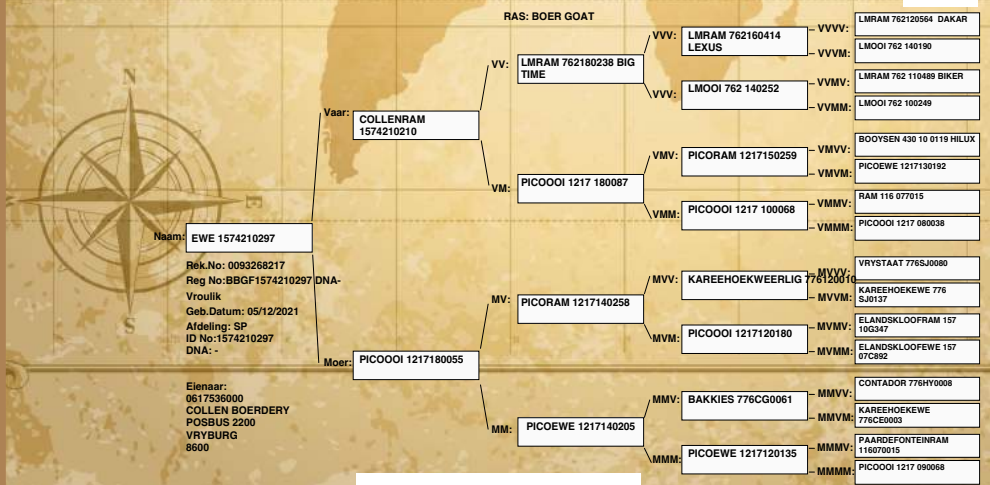 RAS: BOER GOAT
N
E
S
Naam:
EWE 1574210297
Rek.No: 0093268217
Reg No:BBGF1574210297 DNA-
Vroulik
Geb.Datum: 05/12/2021
Afdeling: SP
ID No:1574210297
DNA: -
Eienaar:
0617536000
COLLEN BOERDERY
POSBUS 2200
VRYBURG
8600
Vaar:
COLLENRAM
1574210210
Moer:
PICOOOI 1217180055
VV:
LMRAM 762180238 BIG
TIME
VM:
PICOOOI 1217 180087
MV:
PICORAM 1217140258
MM:
PICOEWE 1217140205
VVV:
LMRAM 762160414
LEXUS
VVV:
LMOOI 762 140252
VMV:
PICORAM 1217150259
VMM:
PICOOOI 1217 100068
MVV:
KAREEHOEKWEERLIG 776120010
MVM:
PICOOOI 1217120180
MMV:
BAKKIES 776CG0061
MMM:
PICOEWE 1217120135
VVVV:
LMRAM 762120564 DAKAR
VVVM:
LMOOI 762 140190
VVMV:
LMRAM 762 110489 BIKER
VVMM:
LMOOI 762 100249
VMVV:
BOOYSEN 430 10 0119 HILUX
VMVM:
PICOEWE 1217130192
VMMV:
RAM 116 077015
VMMM:
PICOOOI 1217 080038
MVVV:
VRYSTAAT 776SJ0080
MVVM:
KAREEHOEKEWE 776
SJ0137
MVMV:
ELANDSKLOOFRAM 157
10G347
MVMM:
ELANDSKLOOFEWE 157
07C892
MMVV:
CONTADOR 776HY0008
MMVM:
KAREEHOEKEWE
776CE0003
MMMV:
PAARDEFONTEINRAM
116070015
MMMM:
PICOOOI 1217 090068